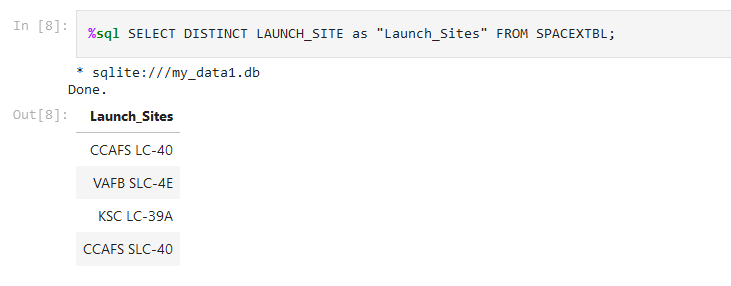 In [8]: %sql SELECT DISTINCT LAUNCH_SITE as "Launch_Sites" FROM SPACEXTBL;
* sqlite:///my_data1.db
Done.
Out[8]: Launch_Sites
CCAFS LC-40
VAFB SLC-4E
KSC LC-39A
CCAFS SLC-40